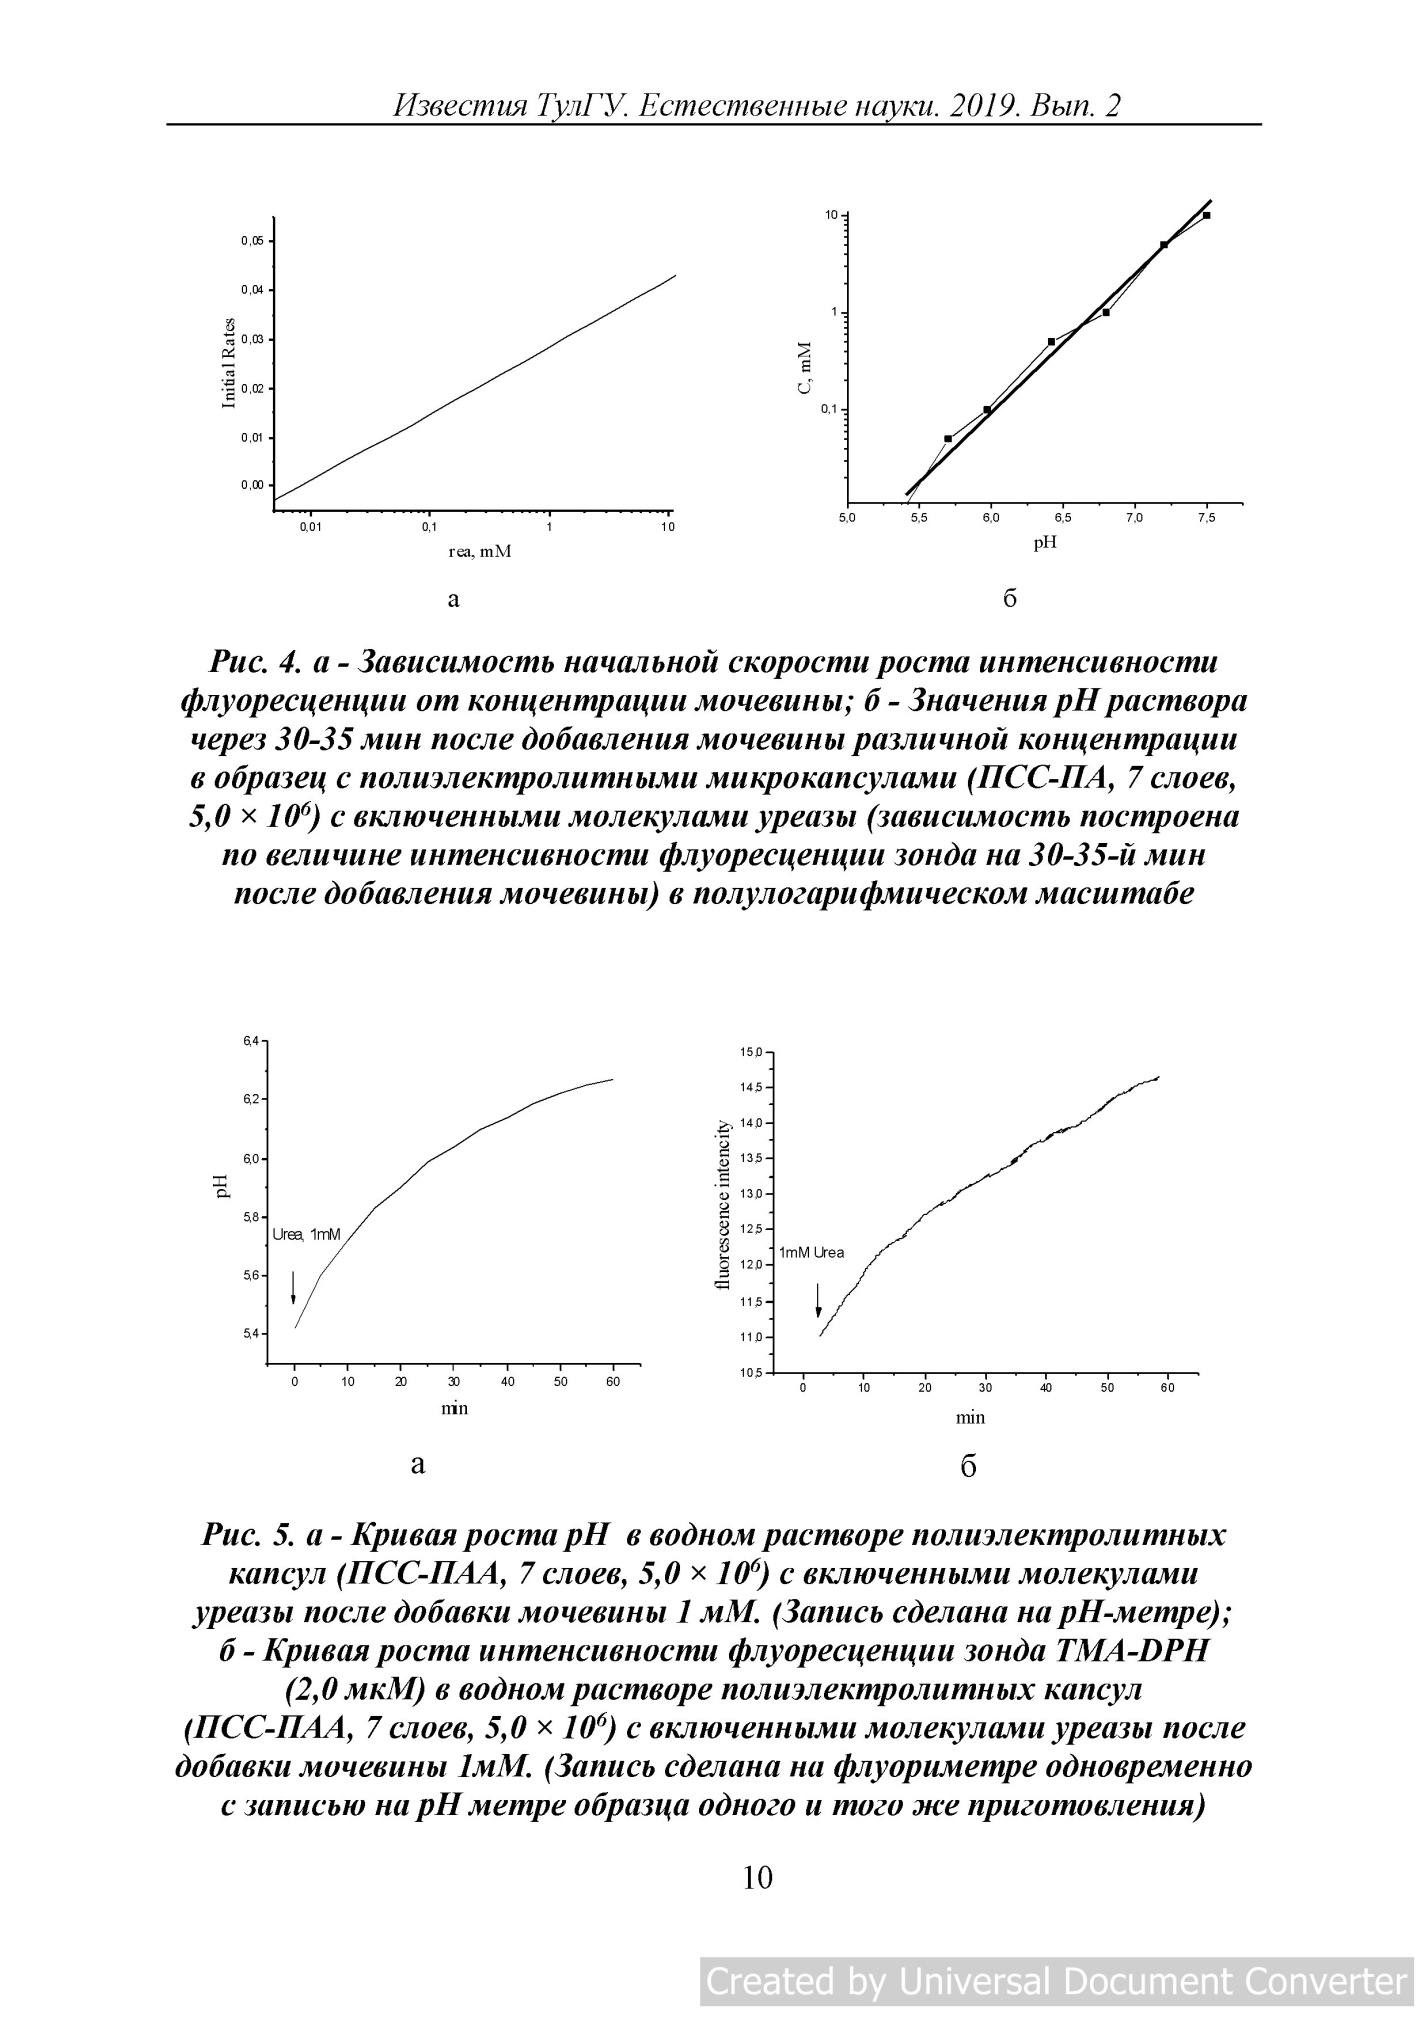 Известия ТулГУ. Естественные науки. 2019. Вып. 2
0,05
0,04
0,03
0,02
0,01
0,00
Initial Rates
0,01 0,1 1 10
rea, mM
а
10
1
0,1
C, mM
5,0 5,5 6,0 6,5 7,0 7,5
pH
б
Рис. 4. а - Зависимость начальной скорости роста интенсивности
флуоресценции от концентрации мочевины; б - Значения pH раствора
через 30-35 мин после добавления мочевины различной концентрации
в образец с полиэлектролитными микрокапсулами (ПСС-ПА, 7 слоев,
5,0 × 10⁶) с включенными молекулами уреазы (зависимость построена
по величине интенсивности флуоресценции зонда на 30-35-й мин
после добавления мочевины) в полулогарифмическом масштабе
6,4
6,2
6,0
5,8
5,6
5,4
pH
Urea, 1mM
0 10 20 30 40 50 60
min
а
15,0
14,5
14,0
13,5
13,0
12,5
12,0
11,5
11,0
10,5
fluorescence intencity
1mM Urea
0 10 20 30 40 50 60
min
б
Рис. 5. а - Кривая роста pH в водном растворе полиэлектролитных
капсул (ПСС-ПАА, 7 слоев, 5,0 × 10⁶) с включенными молекулами
уреазы после добавки мочевины 1 мМ. (Запись сделана на pH-метре);
б - Кривая роста интенсивности флуоресценции зонда TMA-DPH
(2,0 мкМ) в водном растворе полиэлектролитных капсул
(ПСС-ПАА, 7 слоев, 5,0 × 10⁶) с включенными молекулами уреазы после
добавки мочевины 1мМ. (Запись сделана на флуориметре одновременно
с записью на pH метре образца одного и того же приготовления)
10
Created by Universal Document Converter